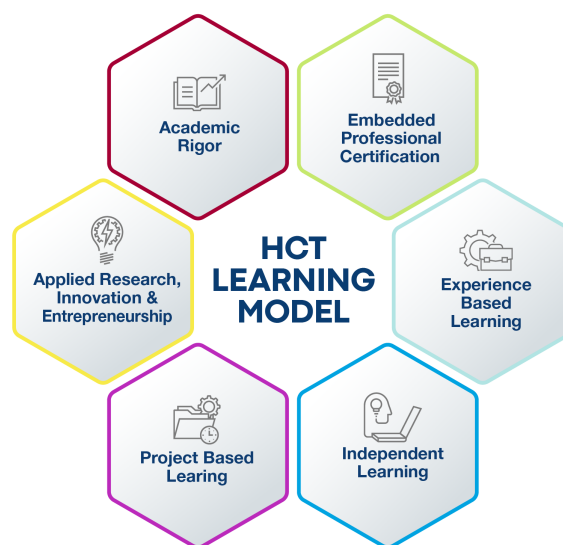 Academic
Rigor
Embedded
Professional
Certification
Applied Research,
Innovation &
Entrepreneurship
HCT
LEARNING
MODEL
Experience
Based
Learning
Project Based
Learing
Independent
Learning